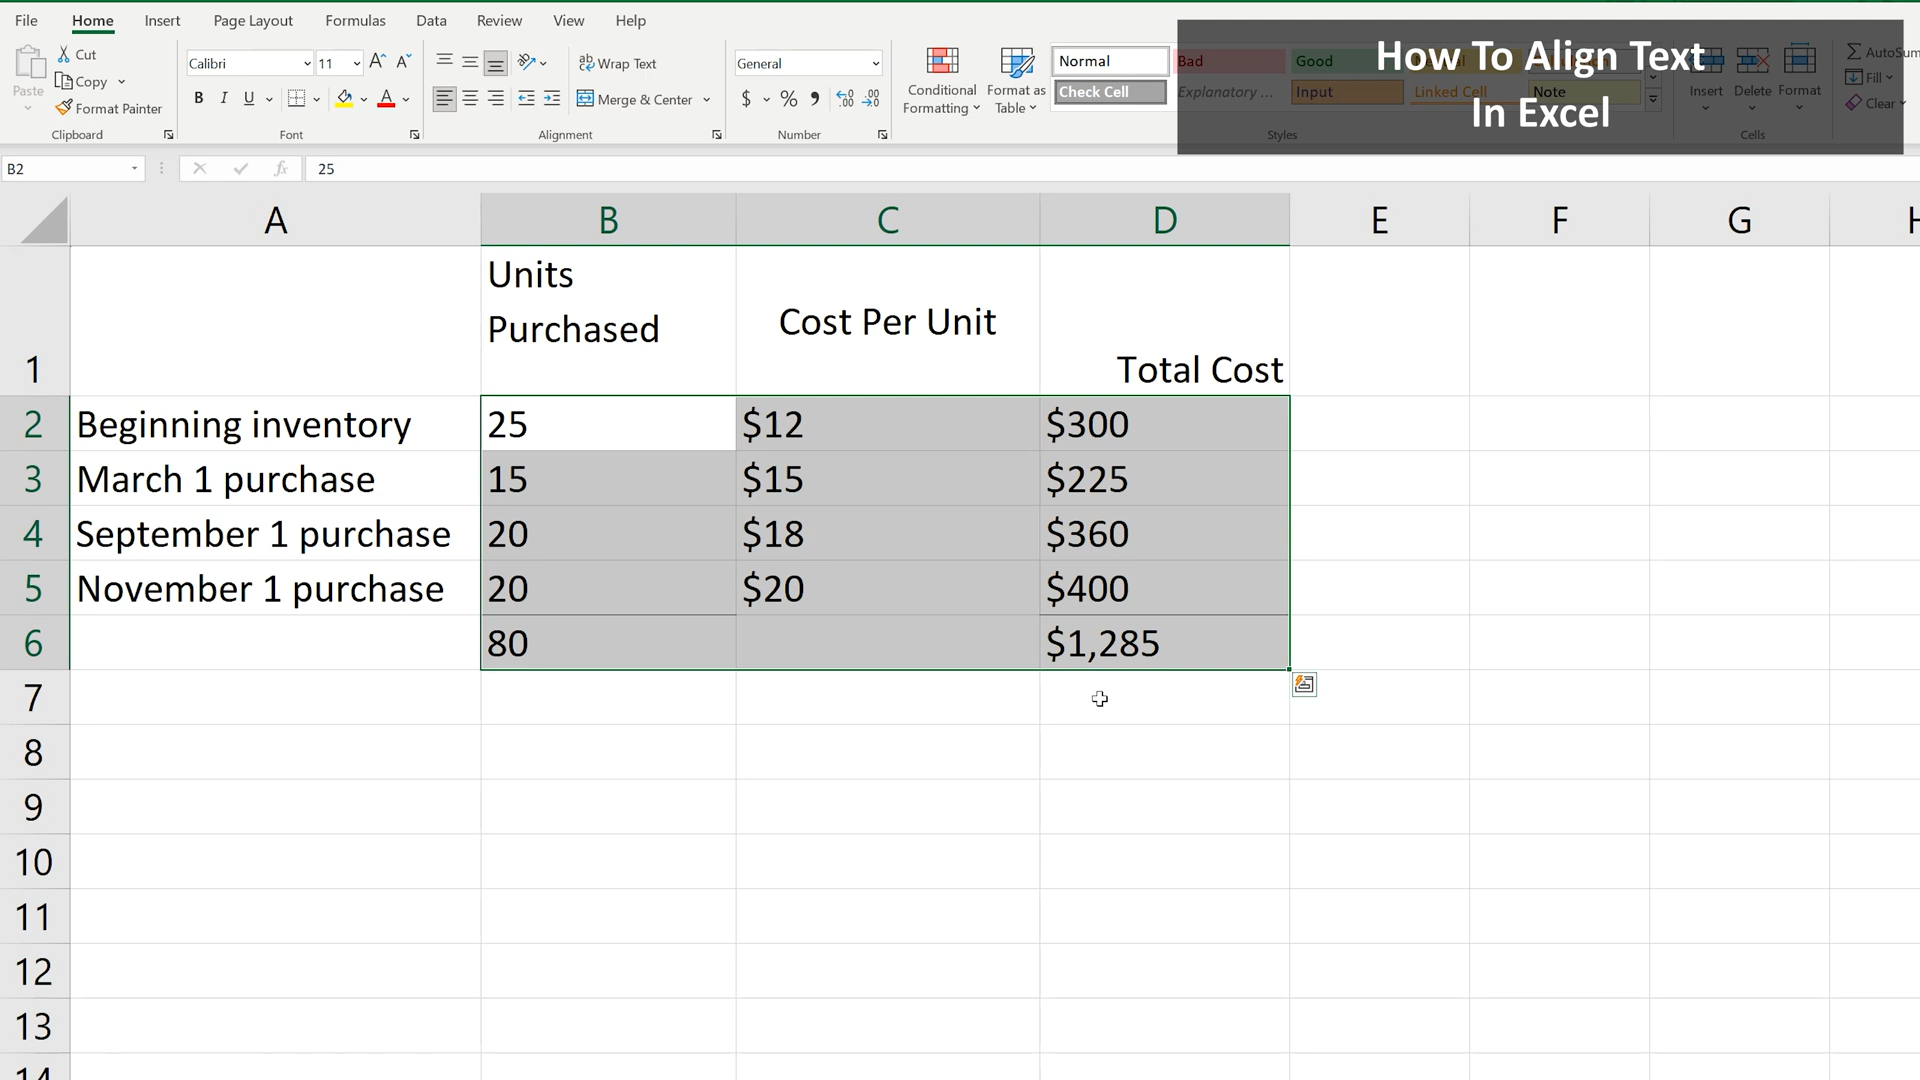 File Home Insert Page Layout Formulas Data Review View Help
How To Align Text
In Excel
Paste
Cut
Copy
Format Painter
Clipboard
Calibri 11
B I U
Font
ab Wrap Text
Merge & Center
Alignment
General
$ % ,
Number
Conditional
Formatting
Format as
Table
Normal Bad Good
Check Cell Explanatory ... Input Linked Cell Note
Styles
Insert Delete Format
Cells
AutoSum
Fill
Clear
B2 fx 25
A B C D E F G H
1 Units
Purchased Cost Per Unit Total Cost
2 Beginning inventory 25 $12 $300
3 March 1 purchase 15 $15 $225
4 September 1 purchase 20 $18 $360
5 November 1 purchase 20 $20 $400
6 80 $1,285
7
8
9
10
11
12
13
14